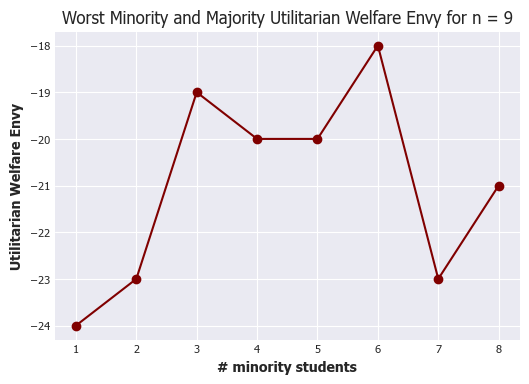 Worst Minority and Majority Utilitarian Welfare Envy for n = 9
Utilitarian Welfare Envy
−18
−19
−20
−21
−22
−23
−24
1 2 3 4 5 6 7 8
# minority students